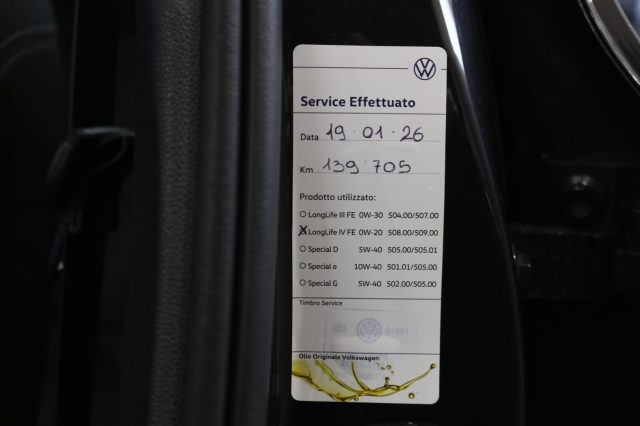 Service Effettuato
Data 19.01.26
Km 139.705
Prodotto utilizzato:
LongLife III FE 0W-30 504.00/507.00
X LongLife IV FE 0W-20 508.00/509.00
Special D 5W-40 505.00/505.01
Special e 10W-40 501.01/505.00
Special G 5W-40 502.00/505.00
Timbro Service
Olio Originale Volkswagen